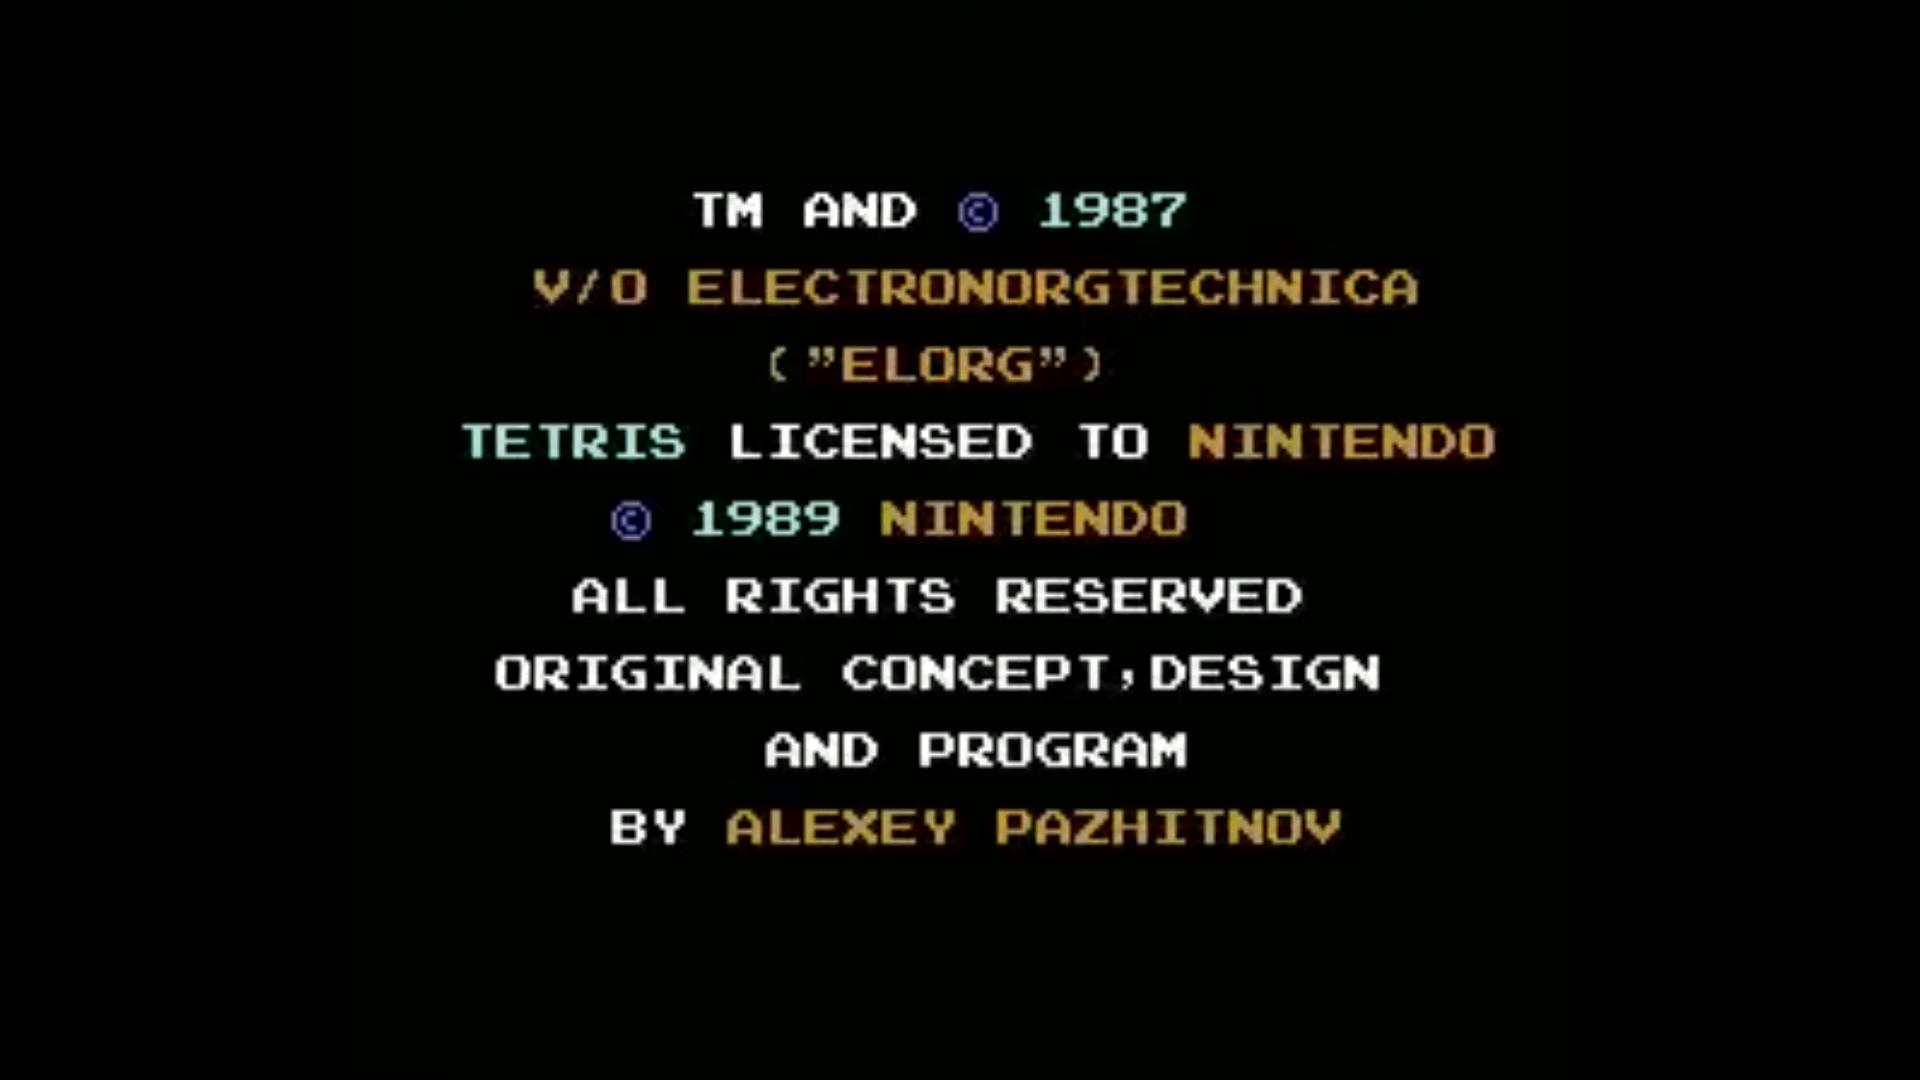 TM AND © 1987
V/O ELECTRONORGTECHNICA
("ELORG")
TETRIS LICENSED TO NINTENDO
© 1989 NINTENDO
ALL RIGHTS RESERVED
ORIGINAL CONCEPT,DESIGN
AND PROGRAM
BY ALEXEY PAZHITNOV